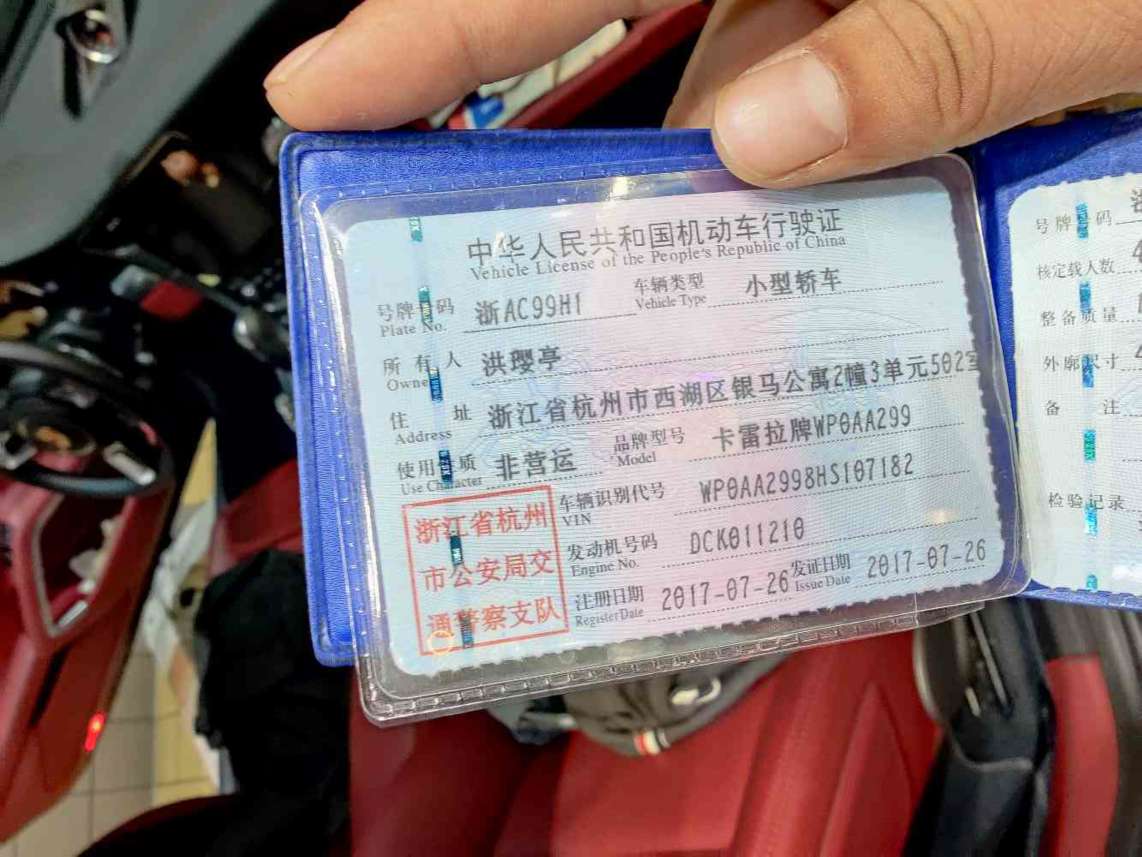 中华人民共和国机动车行驶证
Vehicle License of the People's Republic of China
号牌号码 浙AC99H1 车辆类型 小型轿车
Plate No. Vehicle Type
所有人 洪璎亭
Owner
住址 浙江省杭州市西湖区银马公寓2幢3单元502室
Address
使用性质 非营运 品牌型号 卡雷拉牌WP0AA299
Use Character Model
车辆识别代号 WP0AA2998HS107182
VIN
发动机号码 DCK011210
Engine No.
注册日期 2017-07-26 发证日期 2017-07-26
Register Date Issue Date
浙江省杭州
市公安局交
通警察支队
号牌号码 浙
核定载人数 4
整备质量
外廓尺寸 4
备注
检验记录